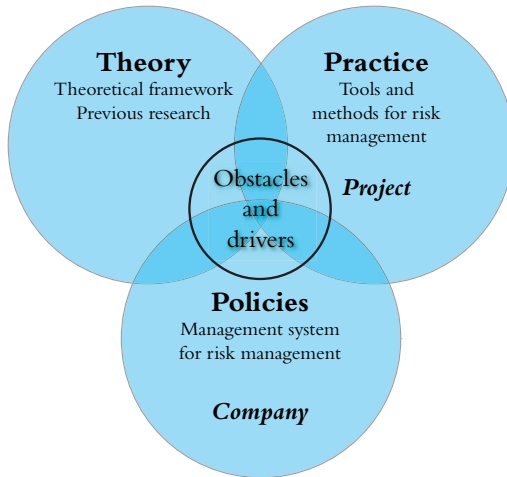 Theory
Theoretical framework
Previous research
Practice
Tools and
methods for risk
management
Project
Obstacles
and
drivers
Policies
Management system
for risk management
Company